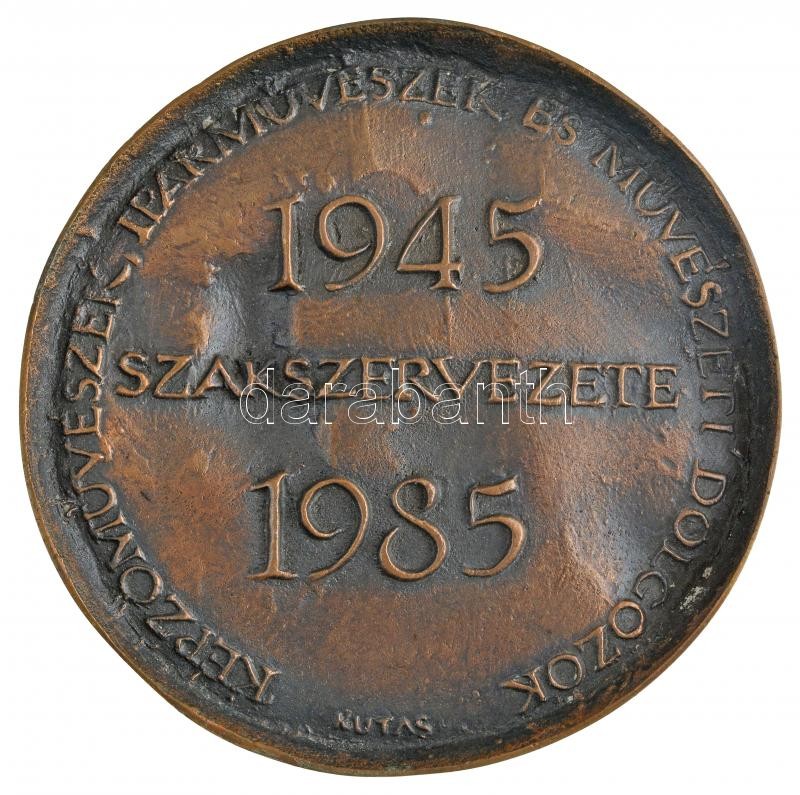 KÉPZŐMŰVÉSZEK, IPARMŰVÉSZEK ÉS MŰVÉSZETI DOLGOZÓK
1945
SZAKSZERVEZETE
darabanth
1985
KUTAS